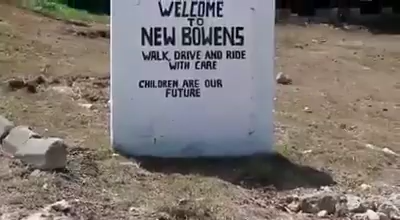 WELCOME
TO
NEW BOWENS
WALK, DRIVE AND RIDE
WITH CARE
CHILDREN ARE OUR
FUTURE